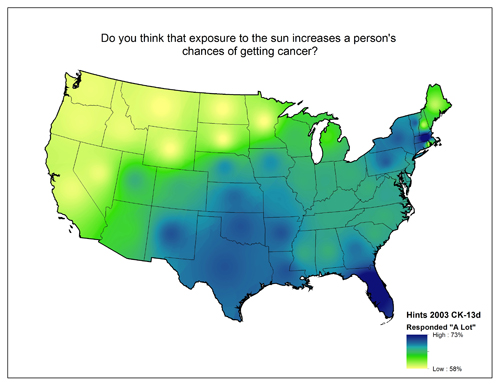 Do you think that exposure to the sun increases a person's
chances of getting cancer?
Hints 2003 CK-13d
Responded "A Lot"
High : 73%
Low : 58%